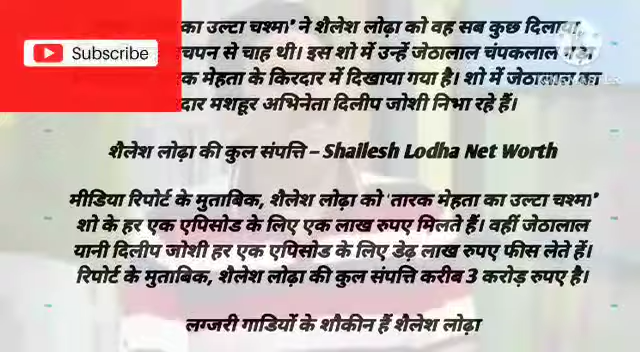 का उल्टा चश्मा' ने शैलेश लोढ़ा को वह सब कुछ दिलाया,
Subscribe
चपन से चाह थी। इस शो में उन्हें जेठालाल चंपकलाल
मेहता के किरदार में दिखाया गया है। शो में जेठालाल का
दार मशहूर अभिनेता दिलीप जोशी निभा रहे हैं।
शैलेश लोढ़ा की कुल संपत्ति – Shailesh Lodha Net Worth
मीडिया रिपोर्ट के मुताबिक, शैलेश लोढ़ा को 'तारक मेहता का उल्टा चश्मा'
शो के हर एक एपिसोड के लिए एक लाख रुपए मिलते हैं। वहीं जेठालाल
यानी दिलीप जोशी हर एक एपिसोड के लिए डेढ़ लाख रुपए फीस लेते हें।
रिपोर्ट के मुताबिक, शैलेश लोढ़ा की कुल संपत्ति करीब 3 करोड़ रुपए है।
लग्जरी गाडियों के शौकीन हैं शैलेश लोढ़ा